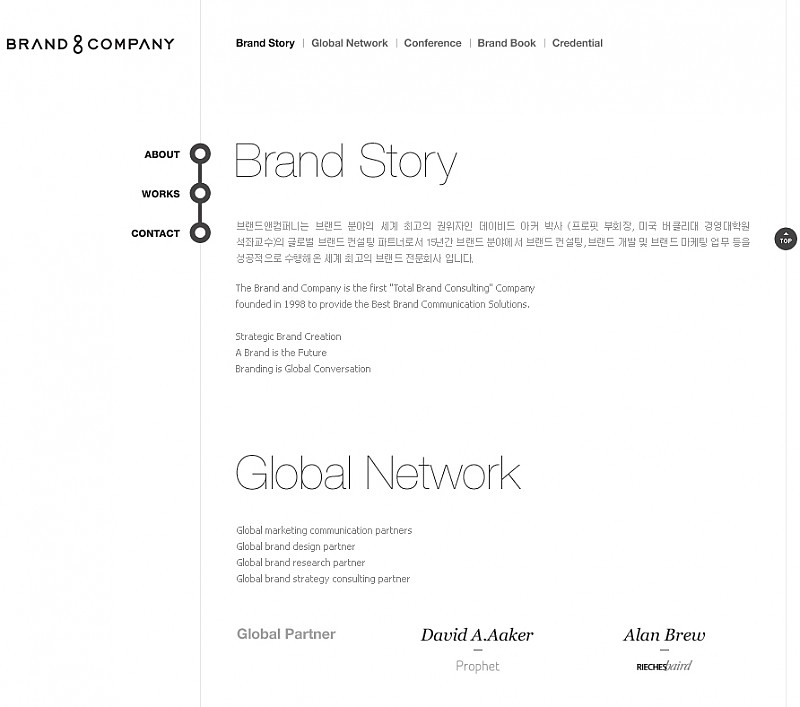 BRAND & COMPANY
Brand Story | Global Network | Conference | Brand Book | Credential
ABOUT
WORKS
CONTACT
Brand Story
브랜드앤컴퍼니는 브랜드 분야의 세계 최고의 권위자인 데이비드 아커 박사 (프로핏 부회장, 미국 버클리대 경영대학원
석좌교수)의 글로벌 브랜드 컨설팅 파트너로서 15년간 브랜드 분야에서 브랜드 컨설팅, 브랜드 개발 및 브랜드 마케팅 업무 등을
성공적으로 수행해 온 세계 최고의 브랜드 전문회사 입니다.
The Brand and Company is the first "Total Brand Consulting" Company
founded in 1998 to provide the Best Brand Communication Solutions.
Strategic Brand Creation
A Brand is the Future
Branding is Global Conversation
TOP
Global Network
Global marketing communication partners
Global brand design partner
Global brand research partner
Global brand strategy consulting partner
Global Partner
David A.Aaker
Prophet
Alan Brew
RIECHESbaird